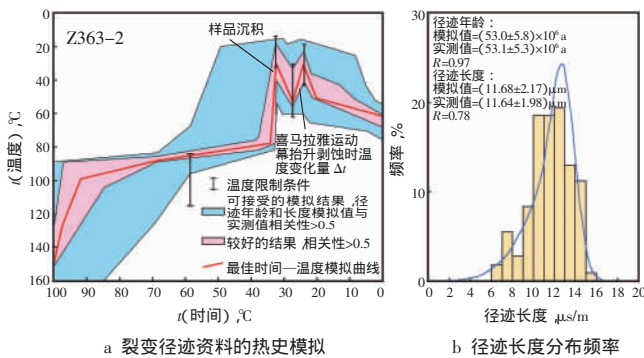 Z363-2
样品沉积
喜马拉雅运动
幕抬升剥蚀时温
度变化量 Δt
温度限制条件
可接受的模拟结果, 径
迹年龄和长度模拟值与
实测值相关性>0.5
较好的结果, 相关性>0.5
最佳时间—温度模拟曲线
t(温度) ,℃
0
20
40
60
80
100
120
140
160
100 90 80 70 60 50 40 30 20 10 0
t(时间) ,℃
a 裂变径迹资料的热史模拟
径迹年龄:
模拟值=(53.0±5.8)×10⁶ a
实测值=(53.1±5.3)×10⁶ a
R=0.97
径迹长度:
模拟值=(11.68±2.17)μm
实测值=(11.64±1.98)μm
R=0.78
频率 %
30
20
10
0
0 2 4 6 8 10 12 14 16 18 20
径迹长度 ,μs/m
b 径迹长度分布频率